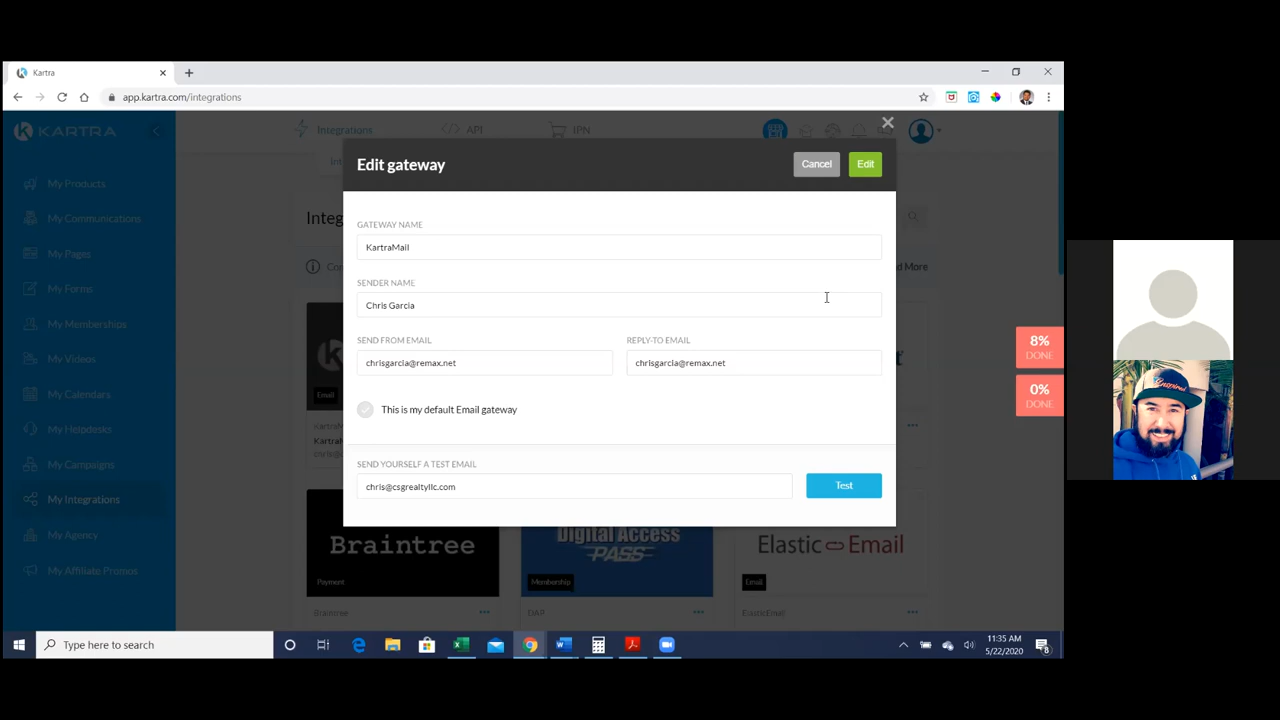 Kartra
app.kartra.com/integrations
KARTRA
Integrations
API
IPN
Edit gateway
Cancel
Edit
My Products
My Communications
My Pages
My Forms
My Memberships
My Videos
My Calendars
My Helpdesks
My Campaigns
My Integrations
My Agency
My Affiliate Promos
GATEWAY NAME
KartraMail
SENDER NAME
Chris Garcia
SEND FROM EMAIL
REPLY-TO EMAIL
chrisgarcia@remax.net
chrisgarcia@remax.net
This is my default Email gateway
SEND YOURSELF A TEST EMAIL
chris@csgrealtyllc.com
Test
Email
8%
DONE
0%
DONE
Braintree
Digital Access
PASS
Elastic Email
Payment
Membership
Email
Braintree
DAP
ElasticEmail
Type here to search
11:35 AM
5/22/2020
8